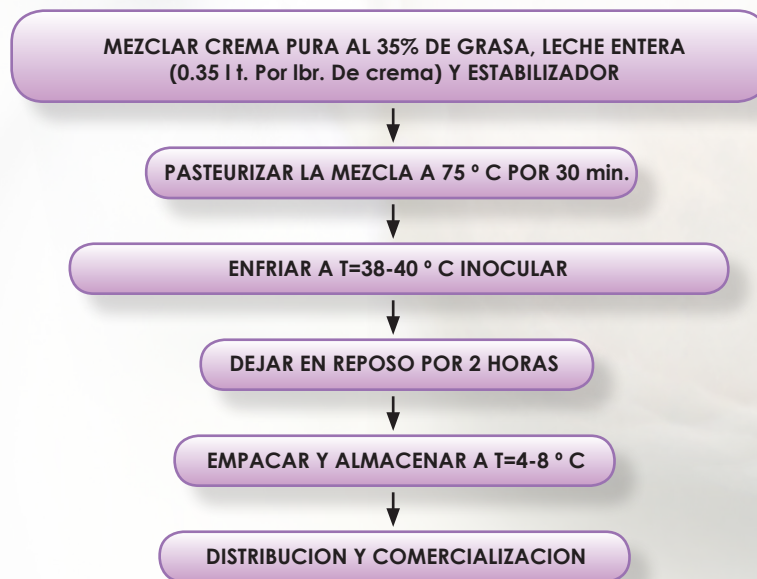 MEZCLAR CREMA PURA AL 35% DE GRASA, LECHE ENTERA
(0.35 l t. Por lbr. De crema) Y ESTABILIZADOR
PASTEURIZAR LA MEZCLA A 75 º C POR 30 min.
ENFRIAR A T=38-40 º C INOCULAR
DEJAR EN REPOSO POR 2 HORAS
EMPACAR Y ALMACENAR A T=4-8 º C
DISTRIBUCION Y COMERCIALIZACION